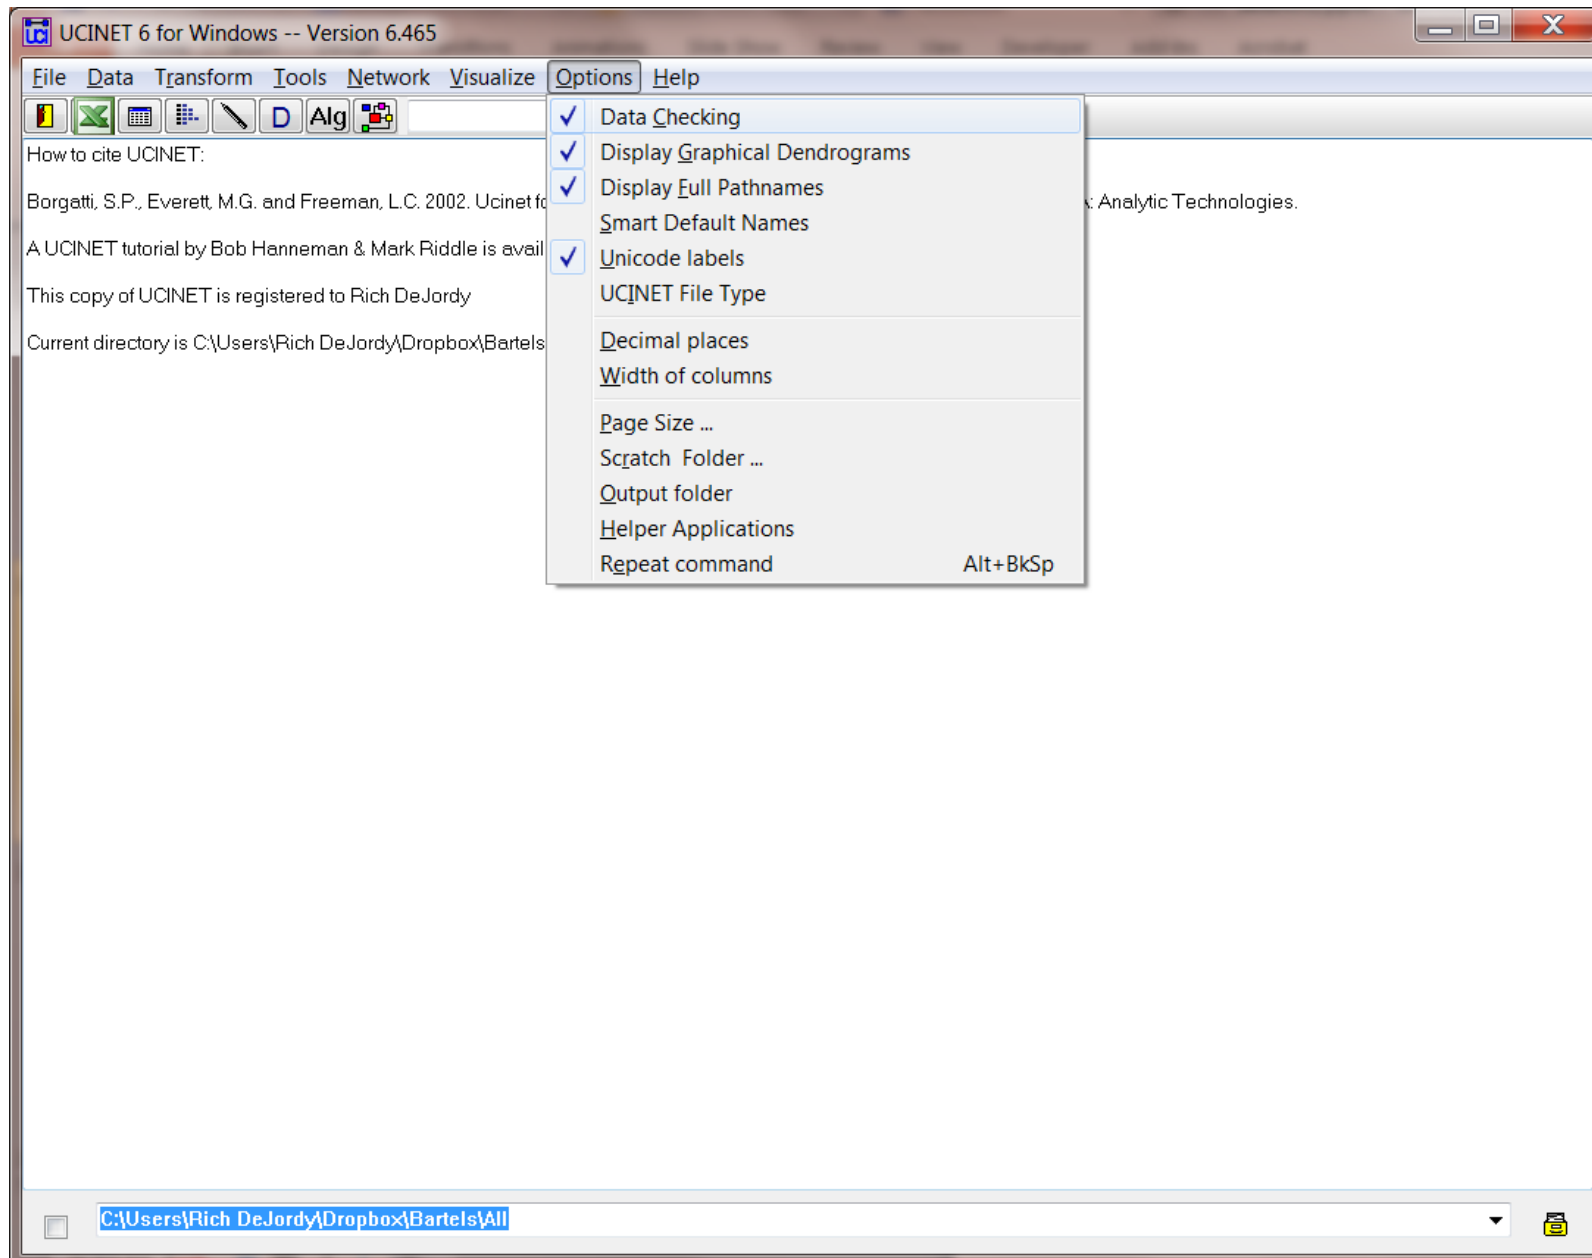 UCINET 6 for Windows -- Version 6.465
File Data Transform Tools Network Visualize Options Help
D Alg
How to cite UCINET:
Borgatti, S.P., Everett, M.G. and Freeman, L.C. 2002. Ucinet fo : Analytic Technologies.
A UCINET tutorial by Bob Hanneman & Mark Riddle is avail
This copy of UCINET is registered to Rich DeJordy
Current directory is C:\Users\Rich DeJordy\Dropbox\Bartels
Data Checking
Display Graphical Dendrograms
Display Full Pathnames
Smart Default Names
Unicode labels
UCINET File Type
Decimal places
Width of columns
Page Size ...
Scratch Folder ...
Output folder
Helper Applications
Repeat command Alt+BkSp
C:\Users\Rich DeJordy\Dropbox\Bartels\All